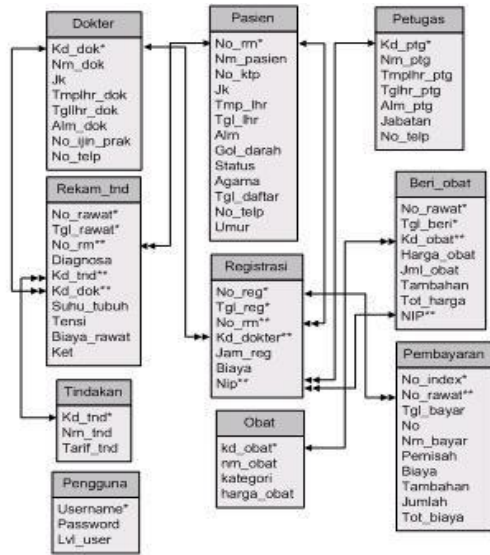 Dokter
Kd_dok*
Nm_dok
Jk
Tmplhr_dok
Tgllhr_dok
Alm_dok
No_ijin_prak
No_telp
Rekam_tnd
No_rawat*
Tgl_rawat*
No_rm**
Diagnosa
Kd_tnd**
Kd_dok**
Suhu_tubuh
Tensi
Biaya_rawat
Ket
Tindakan
Kd_tnd*
Nm_tnd
Tarif_tnd
Pengguna
Username*
Password
Lvl_user
Pasien
No_rm*
Nm_pasien
No_ktp
Jk
Tmp_lhr
Tgl_lhr
Alm
Gol_darah
Status
Agama
Tgl_daftar
No_telp
Umur
Registrasi
No_reg*
Tgl_reg*
No_rm**
Kd_dokter**
Jam_reg
Biaya
Nip**
Obat
kd_obat*
nm_obat
kategori
harga_obat
Petugas
Kd_ptg*
Nm_ptg
Tmplhr_ptg
Tglhr_ptg
Alm_ptg
Jabatan
No_telp
Beri_obat
No_rawat*
Tgl_beri*
Kd_obat**
Harga_obat
Jml_obat
Tambahan
Tot_harga
NIP**
Pembayaran
No_index*
No_rawat**
Tgl_bayar
No
Nm_bayar
Pemisah
Biaya
Tambahan
Jumlah
Tot_biaya